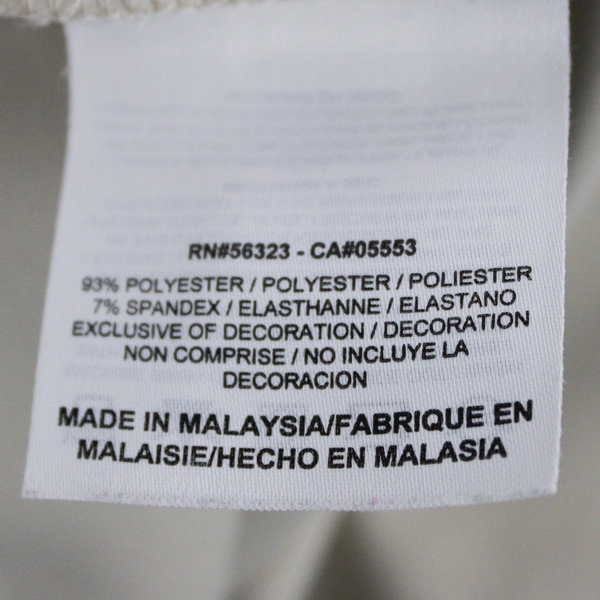 RN#56323 - CA#05553
93% POLYESTER / POLYESTER / POLIESTER
7% SPANDEX / ELASTHANNE / ELASTANO
EXCLUSIVE OF DECORATION / DECORATION
NON COMPRISE / NO INCLUYE LA
DECORACION
MADE IN MALAYSIA/FABRIQUE EN
MALAISIE/HECHO EN MALASIA